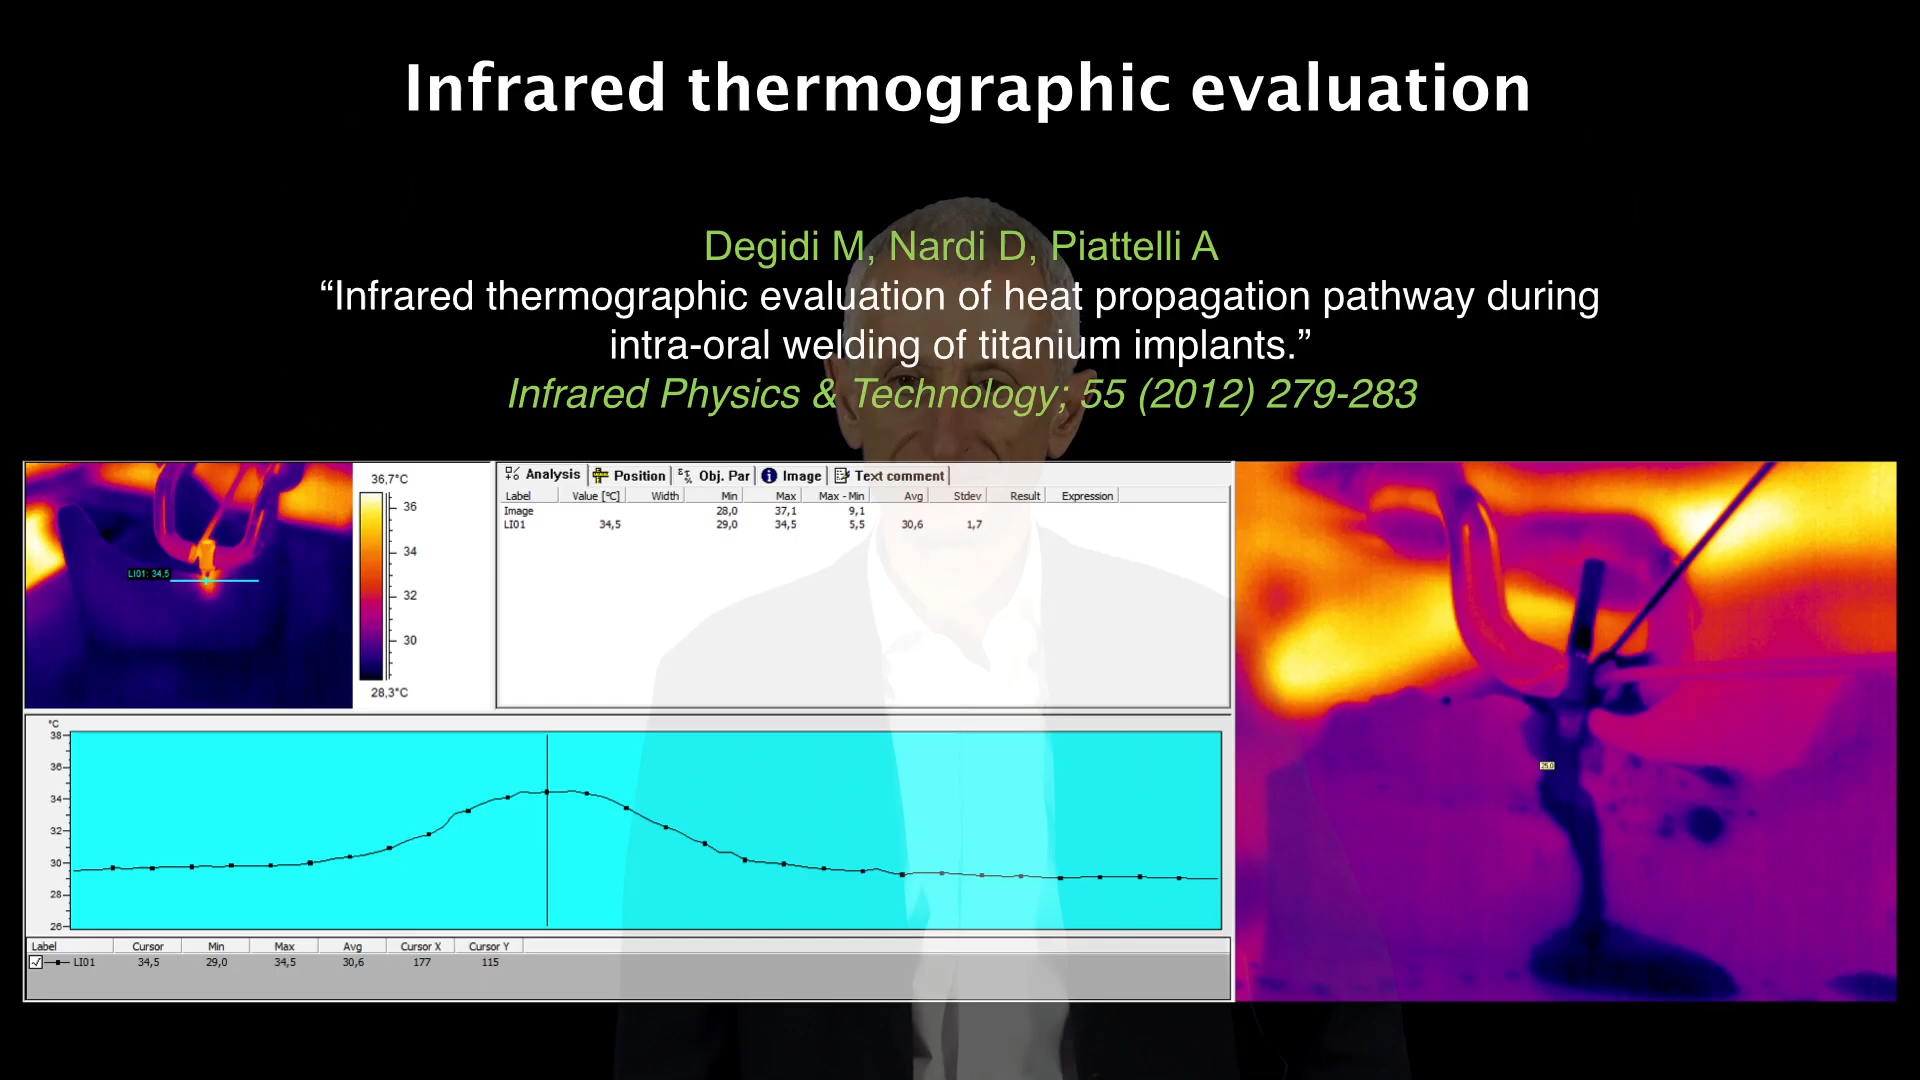 Infrared thermographic evaluation
Degidi M, Nardi D, Piattelli A
“Infrared thermographic evaluation of heat propagation pathway during
intra-oral welding of titanium implants.”
Infrared Physics & Technology; 55 (2012) 279-283
36,7°C
36
34
32
30
28,3°C
LI01: 34,5
Analysis Position Obj. Par Image Text comment
Label Value [°C] Width Min Max Max - Min Avg Stdev Result Expression
Image 28,0 37,1 9,1
LI01 34,5 29,0 34,5 5,5 30,6 1,7
°C
38
36
34
32
30
28
26
Label Cursor Min Max Avg Cursor X Cursor Y
LI01 34,5 29,0 34,5 30,6 177 115